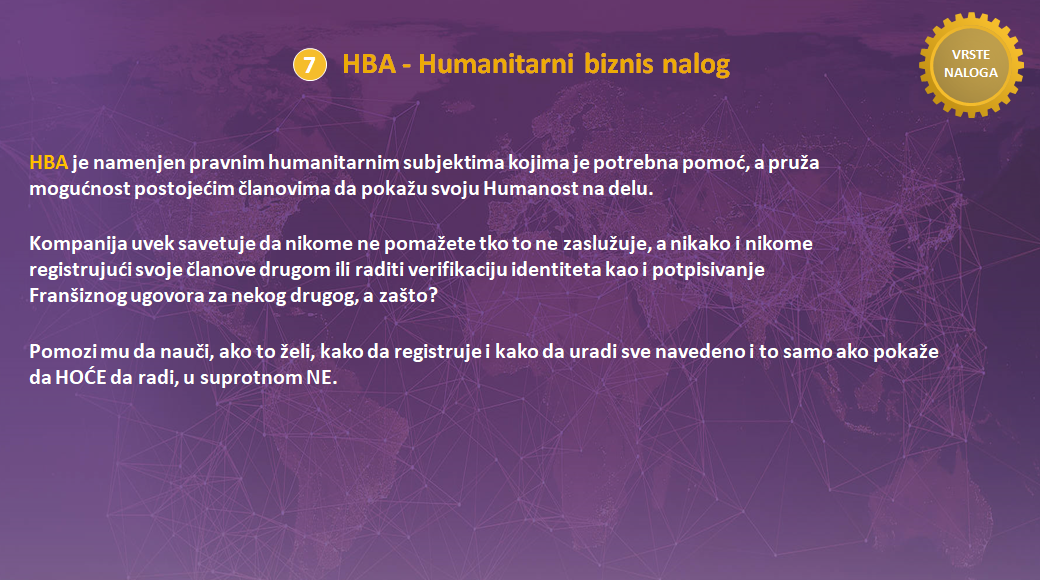 VRSTE
NALOGA
7 HBA - Humanitarni biznis nalog
HBA je namenjen pravnim humanitarnim subjektima kojima je potrebna pomoć, a pruža
mogućnost postojećim članovima da pokažu svoju Humanost na delu.
Kompanija uvek savetuje da nikome ne pomažete tko to ne zaslužuje, a nikako i nikome
registrujući svoje članove drugom ili raditi verifikaciju identiteta kao i potpisivanje
Franšiznog ugovora za nekog drugog, a zašto?
Pomozi mu da nauči, ako to želi, kako da registruje i kako da uradi sve navedeno i to samo ako pokaže
da HOĆE da radi, u suprotnom NE.